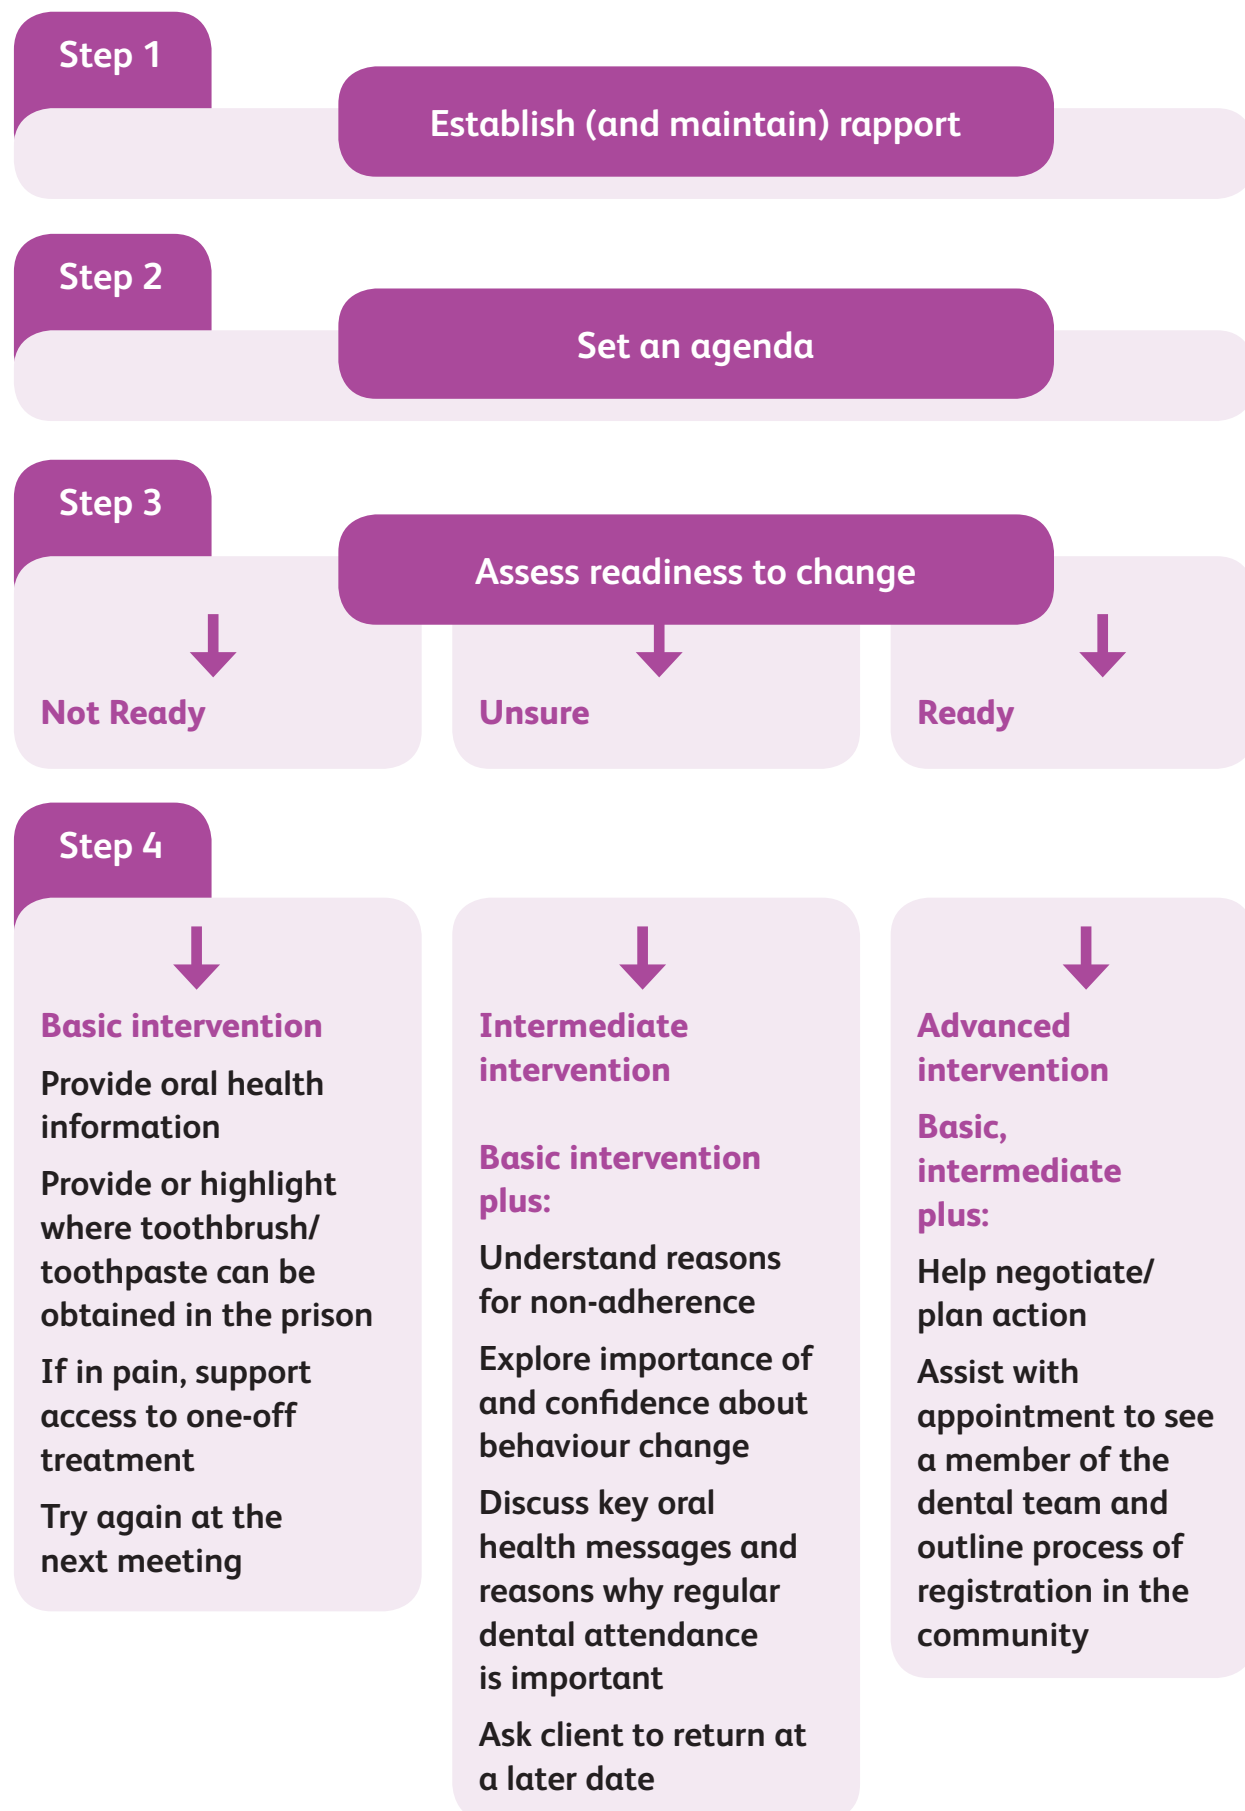 Step 1
Establish (and maintain) rapport
Step 2
Set an agenda
Step 3
Assess readiness to change
Not Ready
Unsure
Ready
Step 4
Basic intervention
Provide oral health
information
Provide or highlight
where toothbrush/
toothpaste can be
obtained in the prison
If in pain, support
access to one-off
treatment
Try again at the
next meeting
Intermediate
intervention
Basic intervention
plus:
Understand reasons
for non-adherence
Explore importance of
and confidence about
behaviour change
Discuss key oral
health messages and
reasons why regular
dental attendance
is important
Ask client to return at
a later date
Advanced
intervention
Basic,
intermediate
plus:
Help negotiate/
plan action
Assist with
appointment to see
a member of the
dental team and
outline process of
registration in the
community